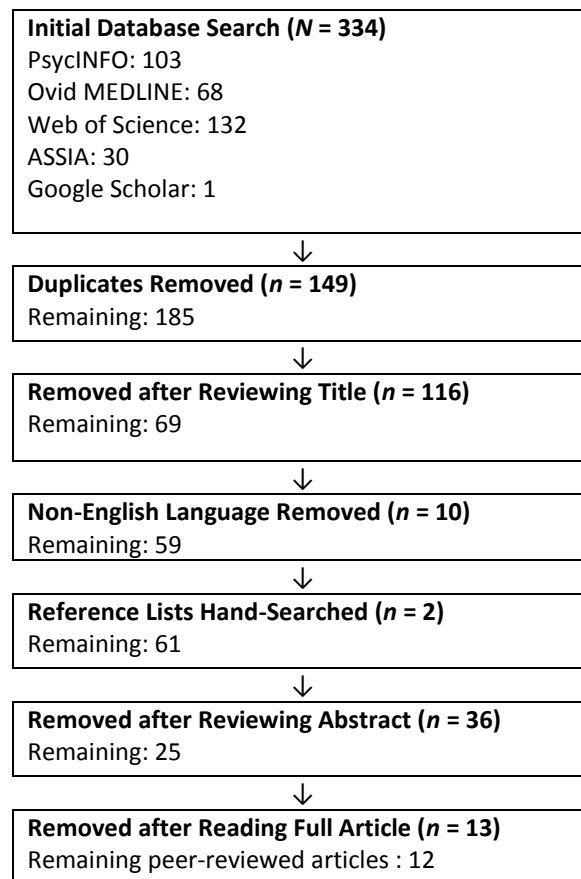 Initial Database Search (N = 334)
PsycINFO: 103
Ovid MEDLINE: 68
Web of Science: 132
ASSIA: 30
Google Scholar: 1
↓
Duplicates Removed (n = 149)
Remaining: 185
↓
Removed after Reviewing Title (n = 116)
Remaining: 69
↓
Non-English Language Removed (n = 10)
Remaining: 59
↓
Reference Lists Hand-Searched (n = 2)
Remaining: 61
↓
Removed after Reviewing Abstract (n = 36)
Remaining: 25
↓
Removed after Reading Full Article (n = 13)
Remaining peer-reviewed articles : 12